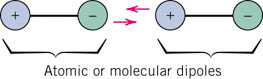 + − + −
Atomic or molecular dipoles